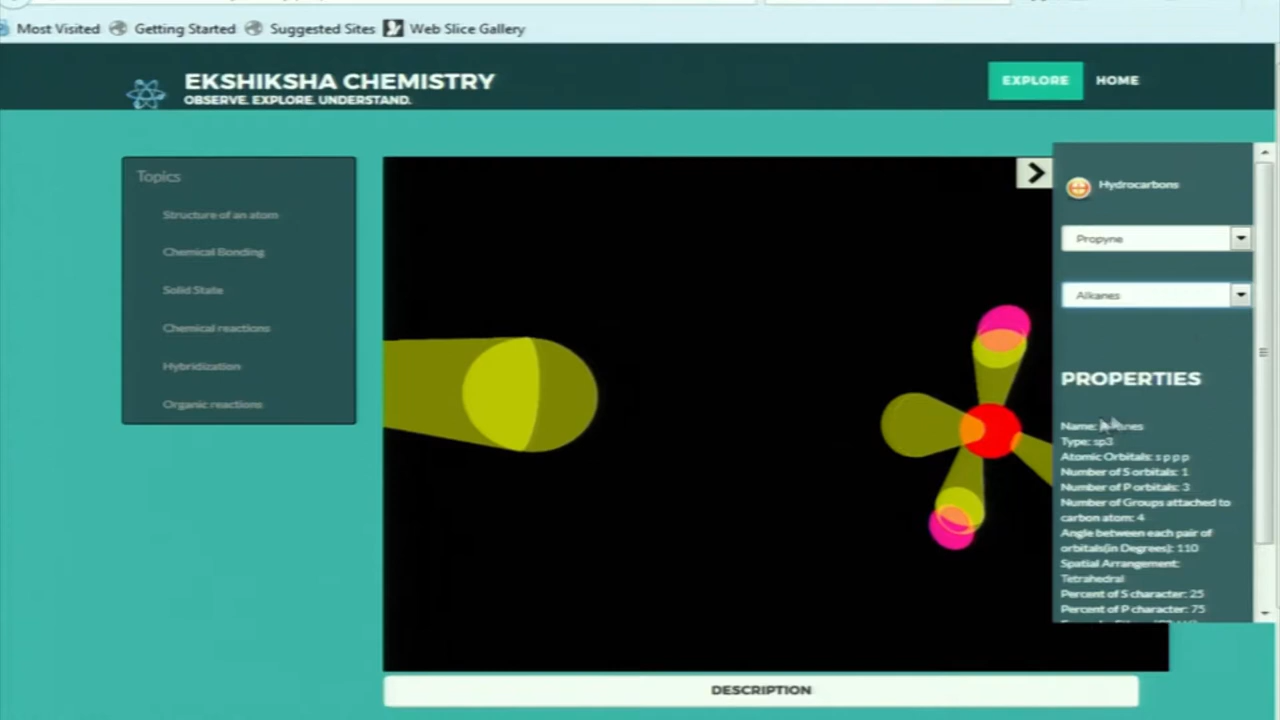 Most Visited Getting Started Suggested Sites Web Slice Gallery
EKSHIKSHA CHEMISTRY
OBSERVE. EXPLORE. UNDERSTAND.
EXPLORE HOME
Topics
Structure of an atom
Chemical Bonding
Solid State
Chemical reactions
Hybridization
Organic reactions
Hydrocarbons
Propyne
Alkanes
PROPERTIES
Name:
Type: sp3
Atomic Orbitals: s p p p
Number of S orbitals: 1
Number of P orbitals: 3
Number of Groups attached to
carbon atom: 4
Angle between each pair of
orbitals(in Degrees): 110
Spatial Arrangement:
Tetrahedral
Percent of S character: 25
Percent of P character: 75
DESCRIPTION